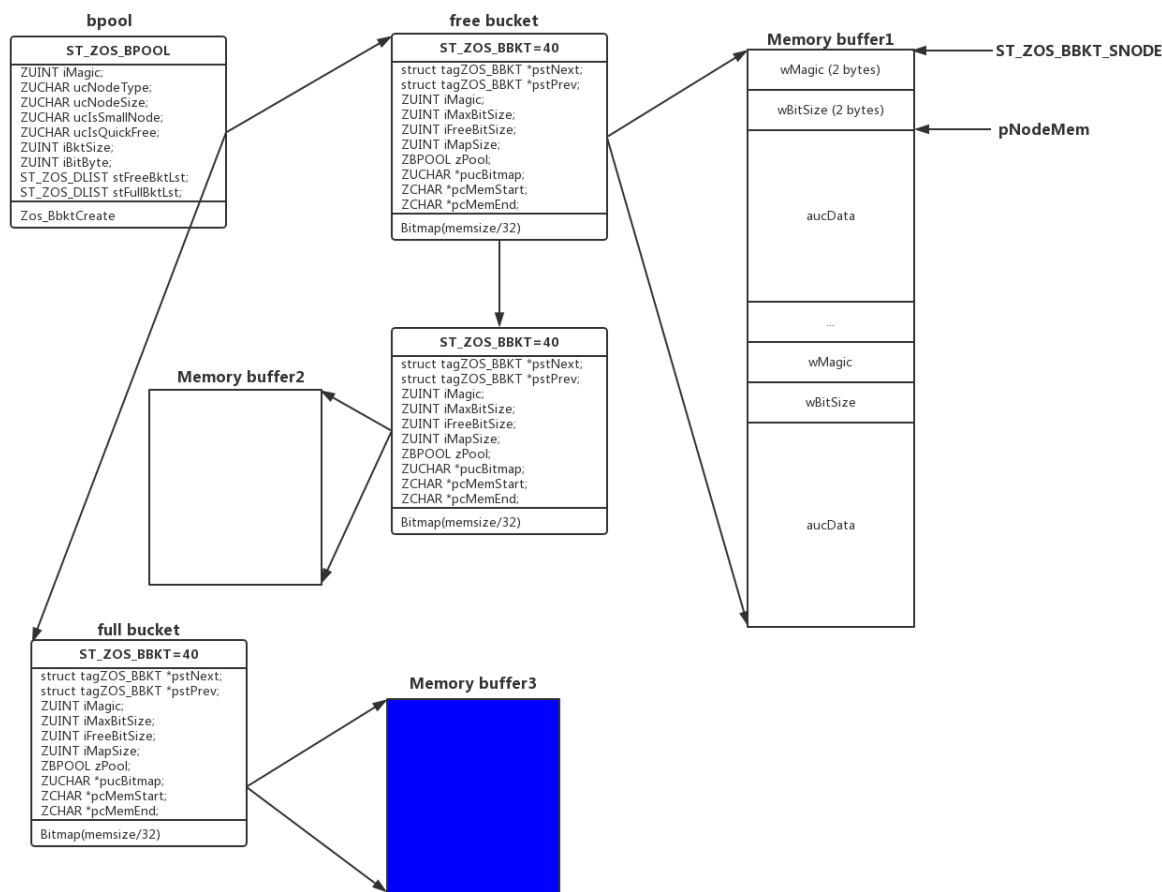 bpool
ST_ZOS_BPOOL
ZUINT iMagic;
ZUCHAR ucNodeType;
ZUCHAR ucNodeSize;
ZUCHAR ucIsSmallNode;
ZUCHAR ucIsQuickFree;
ZUINT iBktSize;
ZUINT iBitByte;
ST_ZOS_DLIST stFreeBktLst;
ST_ZOS_DLIST stFullBktLst;
Zos_BbktCreate
free bucket
ST_ZOS_BBKT=40
struct tagZOS_BBKT *pstNext;
struct tagZOS_BBKT *pstPrev;
ZUINT iMagic;
ZUINT iMaxBitSize;
ZUINT iFreeBitSize;
ZUINT iMapSize;
ZBPOOL zPool;
ZUCHAR *pucBitmap;
ZCHAR *pcMemStart;
ZCHAR *pcMemEnd;
Bitmap(memsize/32)
Memory buffer1
ST_ZOS_BBKT_SNODE
wMagic (2 bytes)
wBitSize (2 bytes)
pNodeMem
aucData
...
wMagic
wBitSize
aucData
ST_ZOS_BBKT=40
struct tagZOS_BBKT *pstNext;
struct tagZOS_BBKT *pstPrev;
ZUINT iMagic;
ZUINT iMaxBitSize;
ZUINT iFreeBitSize;
ZUINT iMapSize;
ZBPOOL zPool;
ZUCHAR *pucBitmap;
ZCHAR *pcMemStart;
ZCHAR *pcMemEnd;
Bitmap(memsize/32)
Memory buffer2
full bucket
ST_ZOS_BBKT=40
struct tagZOS_BBKT *pstNext;
struct tagZOS_BBKT *pstPrev;
ZUINT iMagic;
ZUINT iMaxBitSize;
ZUINT iFreeBitSize;
ZUINT iMapSize;
ZBPOOL zPool;
ZUCHAR *pucBitmap;
ZCHAR *pcMemStart;
ZCHAR *pcMemEnd;
Bitmap(memsize/32)
Memory buffer3